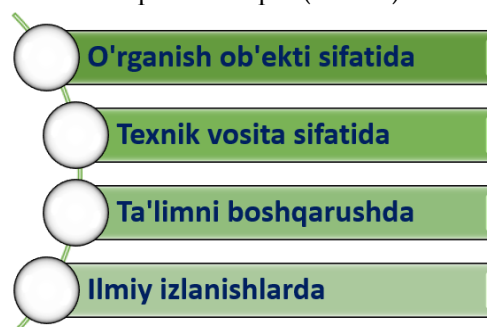 O'rganish ob'ekti sifatida
Texnik vosita sifatida
Ta'limni boshqarushda
Ilmiy izlanishlarda